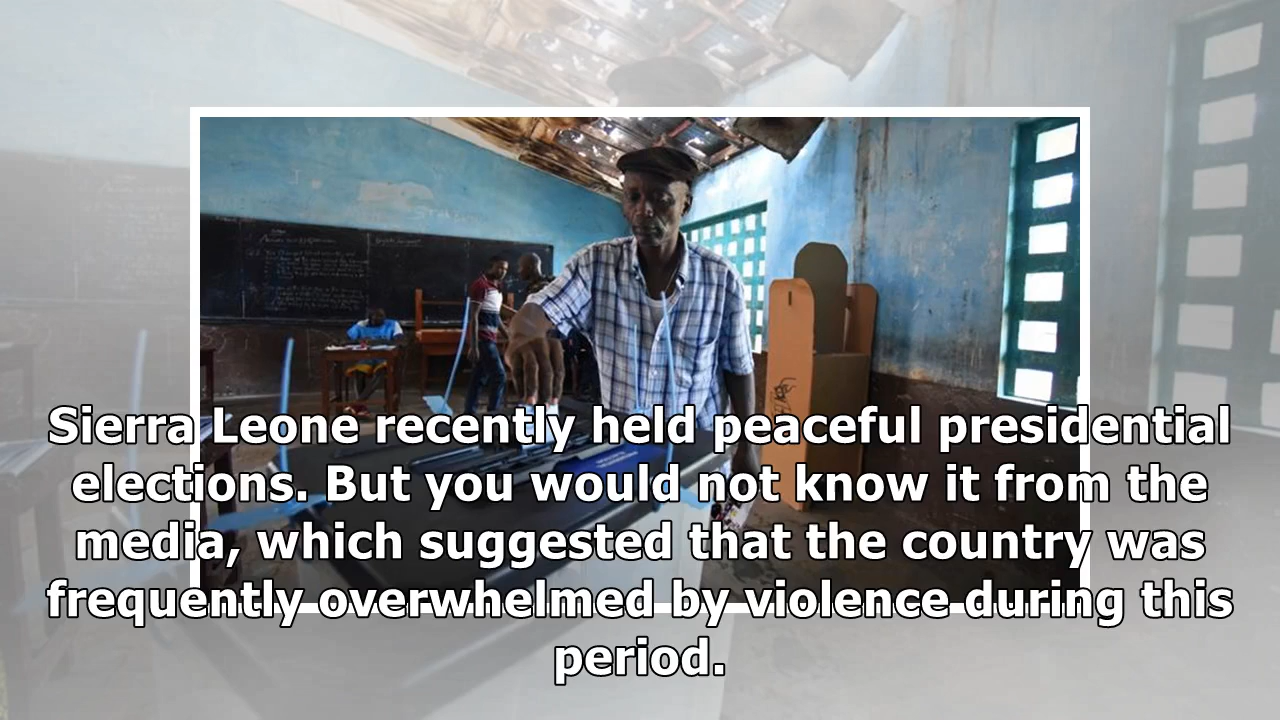 Sierra Leone recently held peaceful presidential
elections. But you would not know it from the
media, which suggested that the country was
frequently overwhelmed by violence during this
period.